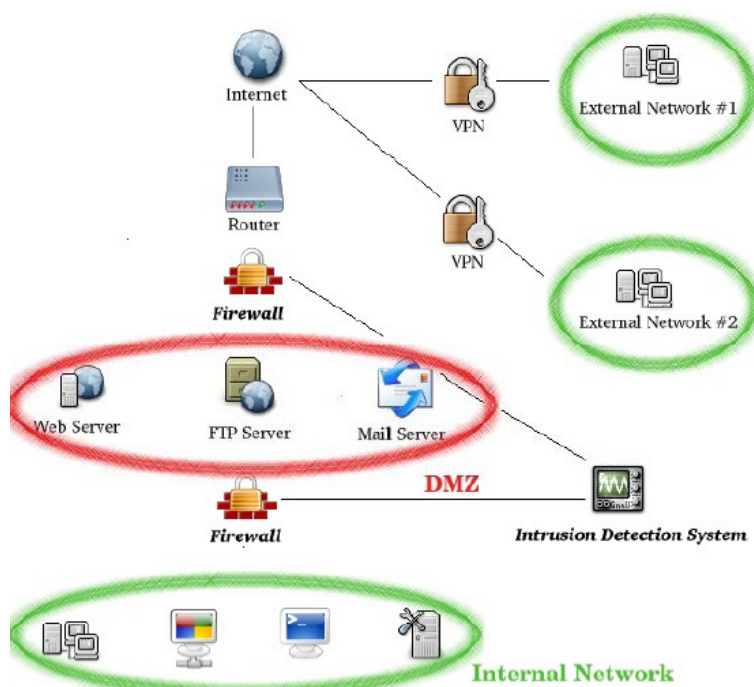 Internet
VPN
External Network #1
Router
VPN
Firewall
External Network #2
Web Server
FTP Server
Mail Server
DMZ
Firewall
Intrusion Detection System
Internal Network